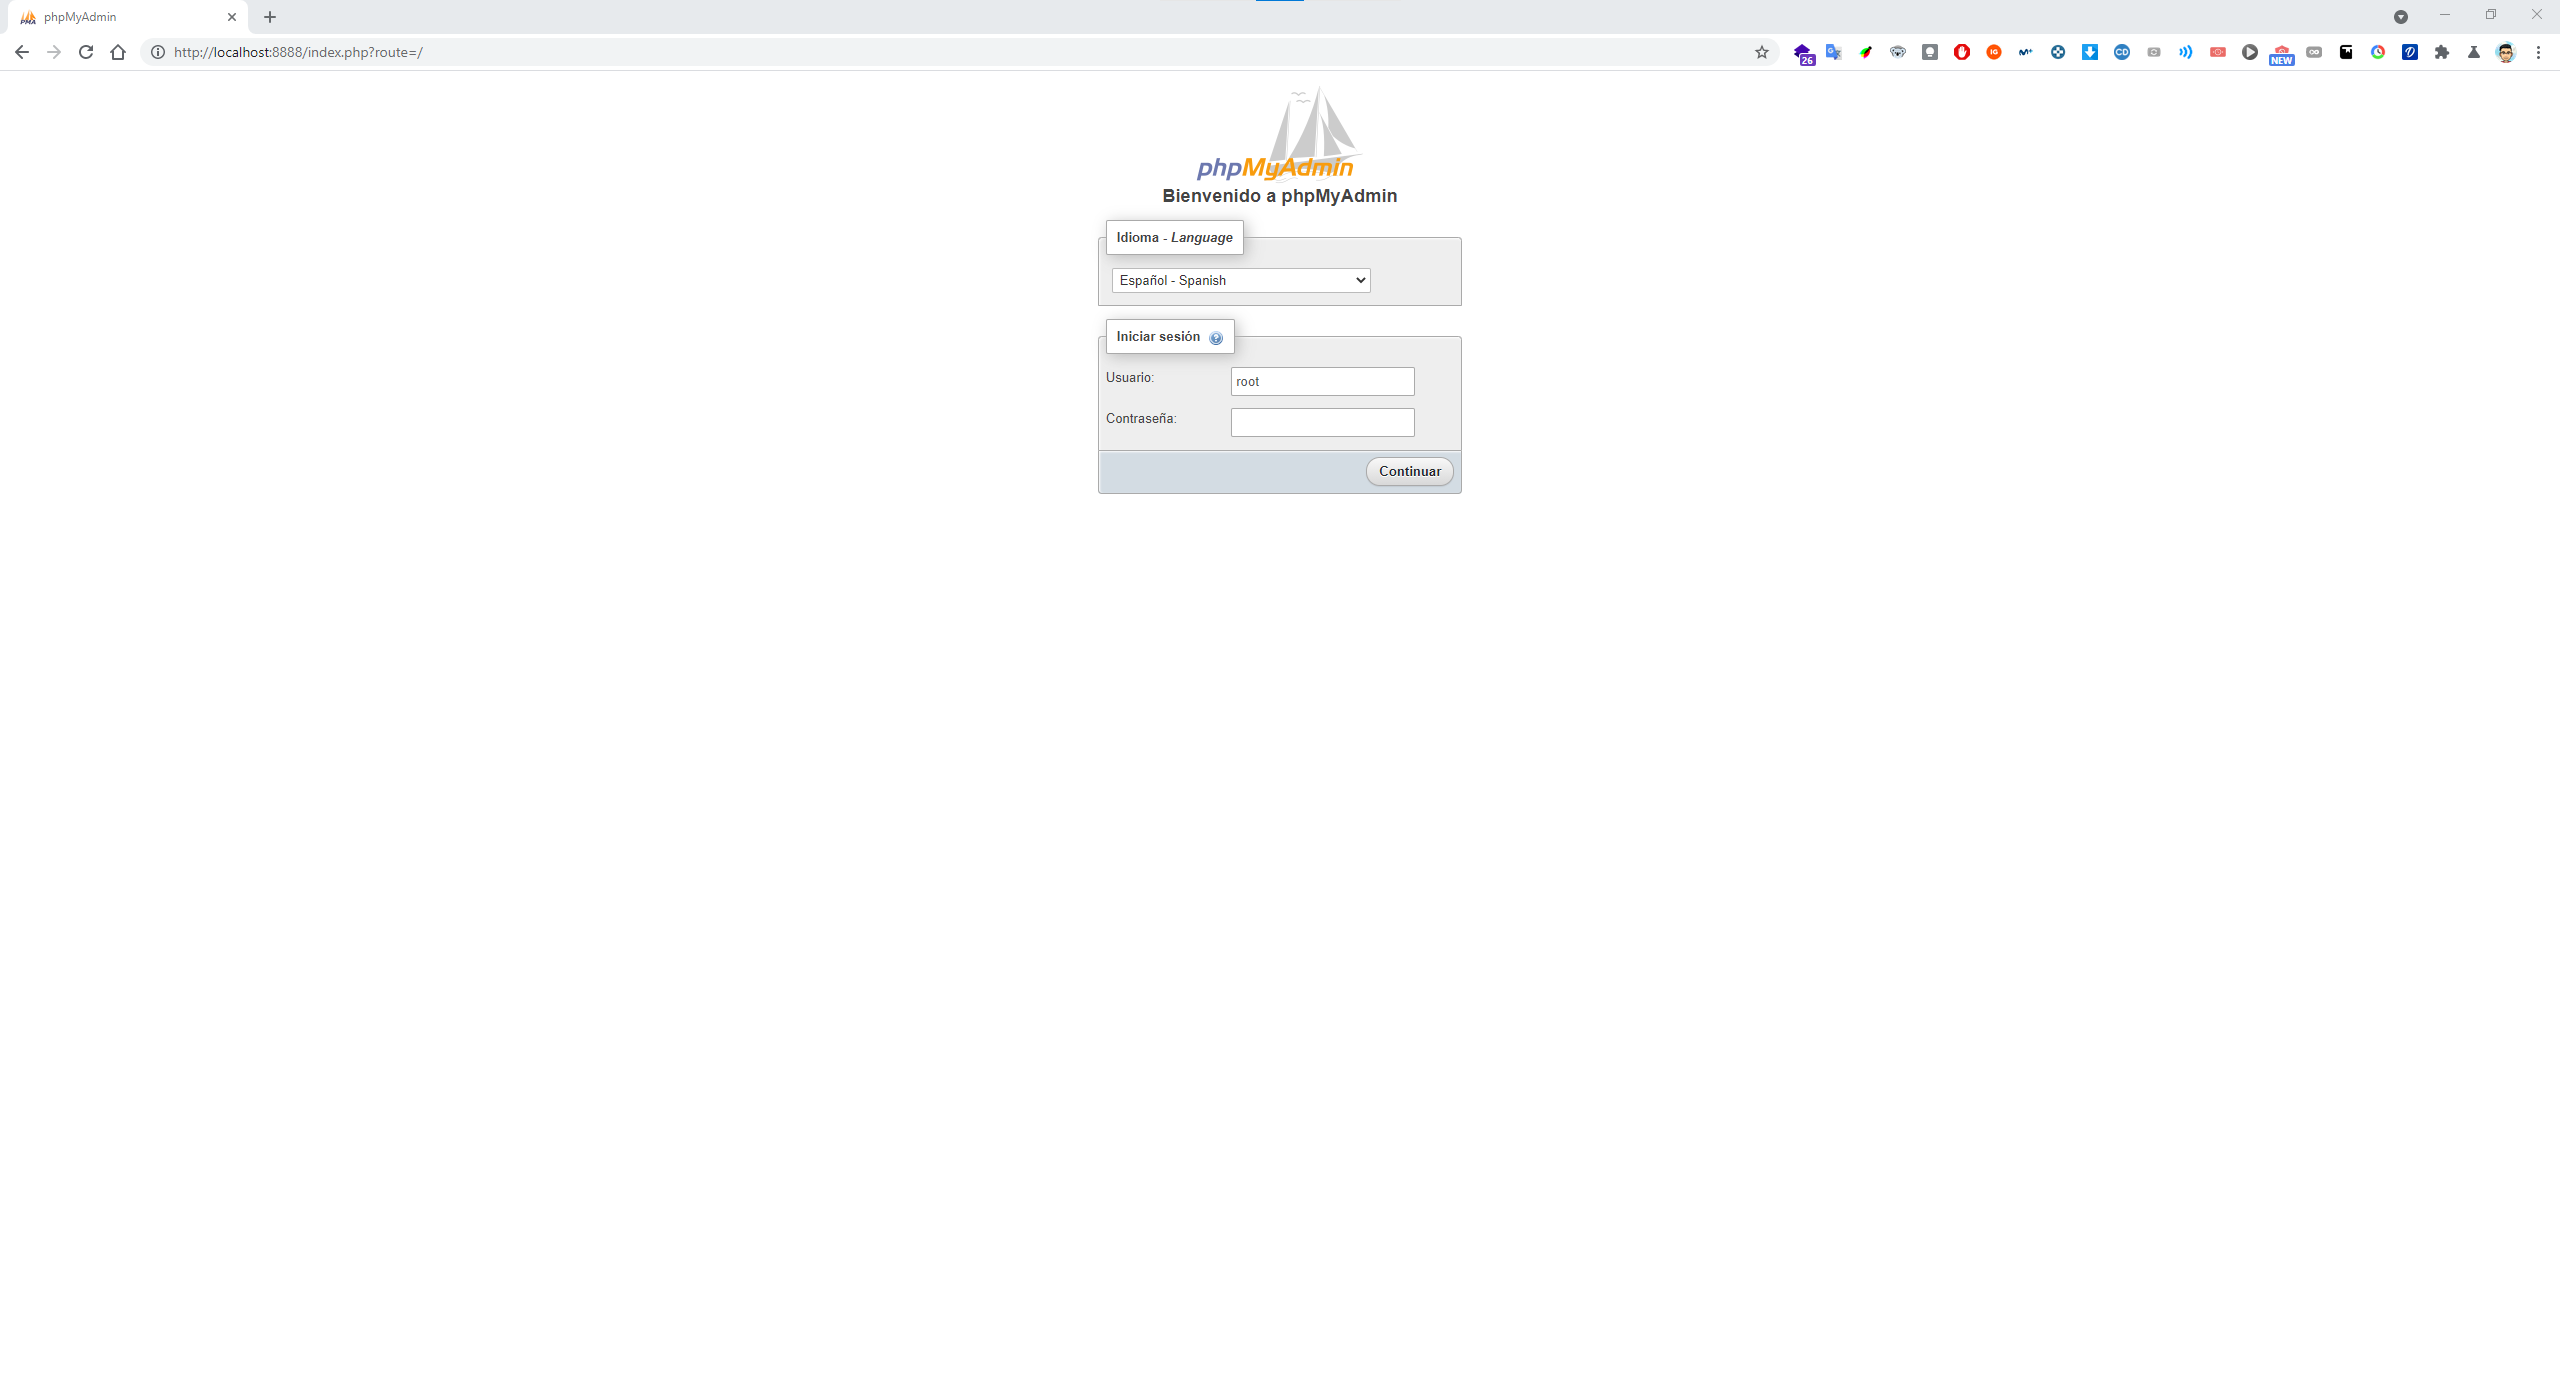 phpMyAdmin
http://localhost:8888/index.php?route=/
26
NEW
phpMyAdmin
Bienvenido a phpMyAdmin
Idioma - Language
Español - Spanish
Iniciar sesión
Usuario:
root
Contraseña:
Continuar